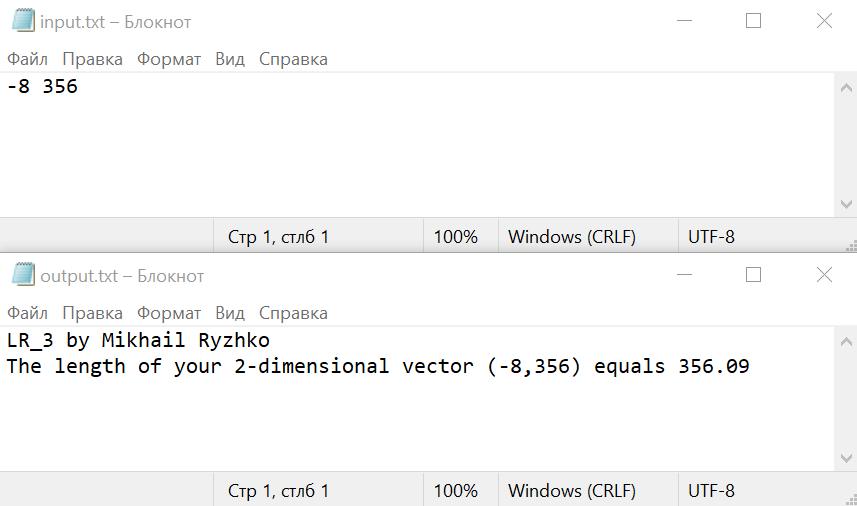 input.txt – Блокнот
Файл Правка Формат Вид Справка
-8 356
Стр 1, стлб 1 100% Windows (CRLF) UTF-8
output.txt – Блокнот
Файл Правка Формат Вид Справка
LR_3 by Mikhail Ryzhko
The length of your 2-dimensional vector (-8,356) equals 356.09
Стр 1, стлб 1 100% Windows (CRLF) UTF-8